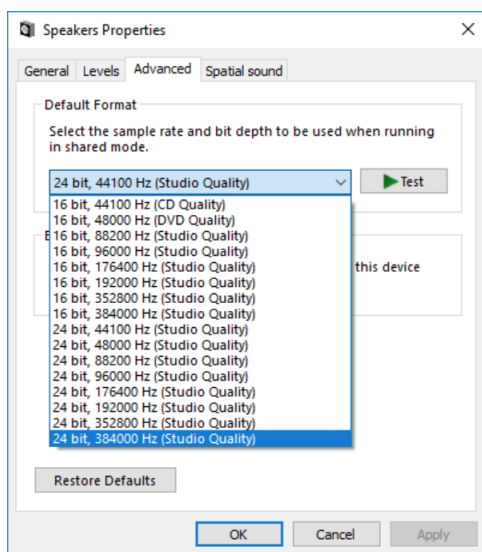 Speakers Properties
General Levels Advanced Spatial sound
Default Format
Select the sample rate and bit depth to be used when running
in shared mode.
24 bit, 44100 Hz (Studio Quality)
Test
16 bit, 44100 Hz (CD Quality)
16 bit, 48000 Hz (DVD Quality)
16 bit, 88200 Hz (Studio Quality)
16 bit, 96000 Hz (Studio Quality)
16 bit, 176400 Hz (Studio Quality)
this device
16 bit, 192000 Hz (Studio Quality)
16 bit, 352800 Hz (Studio Quality)
16 bit, 384000 Hz (Studio Quality)
24 bit, 44100 Hz (Studio Quality)
24 bit, 48000 Hz (Studio Quality)
24 bit, 88200 Hz (Studio Quality)
24 bit, 96000 Hz (Studio Quality)
24 bit, 176400 Hz (Studio Quality)
24 bit, 192000 Hz (Studio Quality)
24 bit, 352800 Hz (Studio Quality)
24 bit, 384000 Hz (Studio Quality)
Restore Defaults
OK Cancel Apply